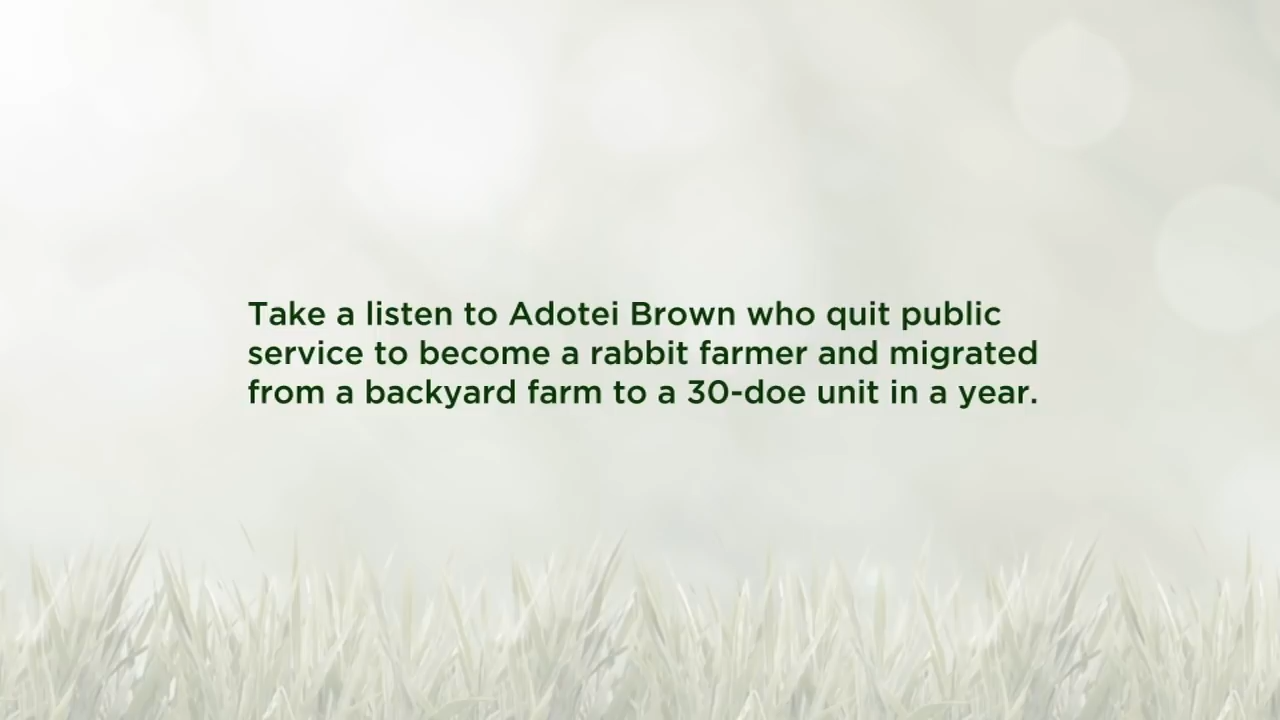 Take a listen to Adotei Brown who quit public
service to become a rabbit farmer and migrated
from a backyard farm to a 30-doe unit in a year.